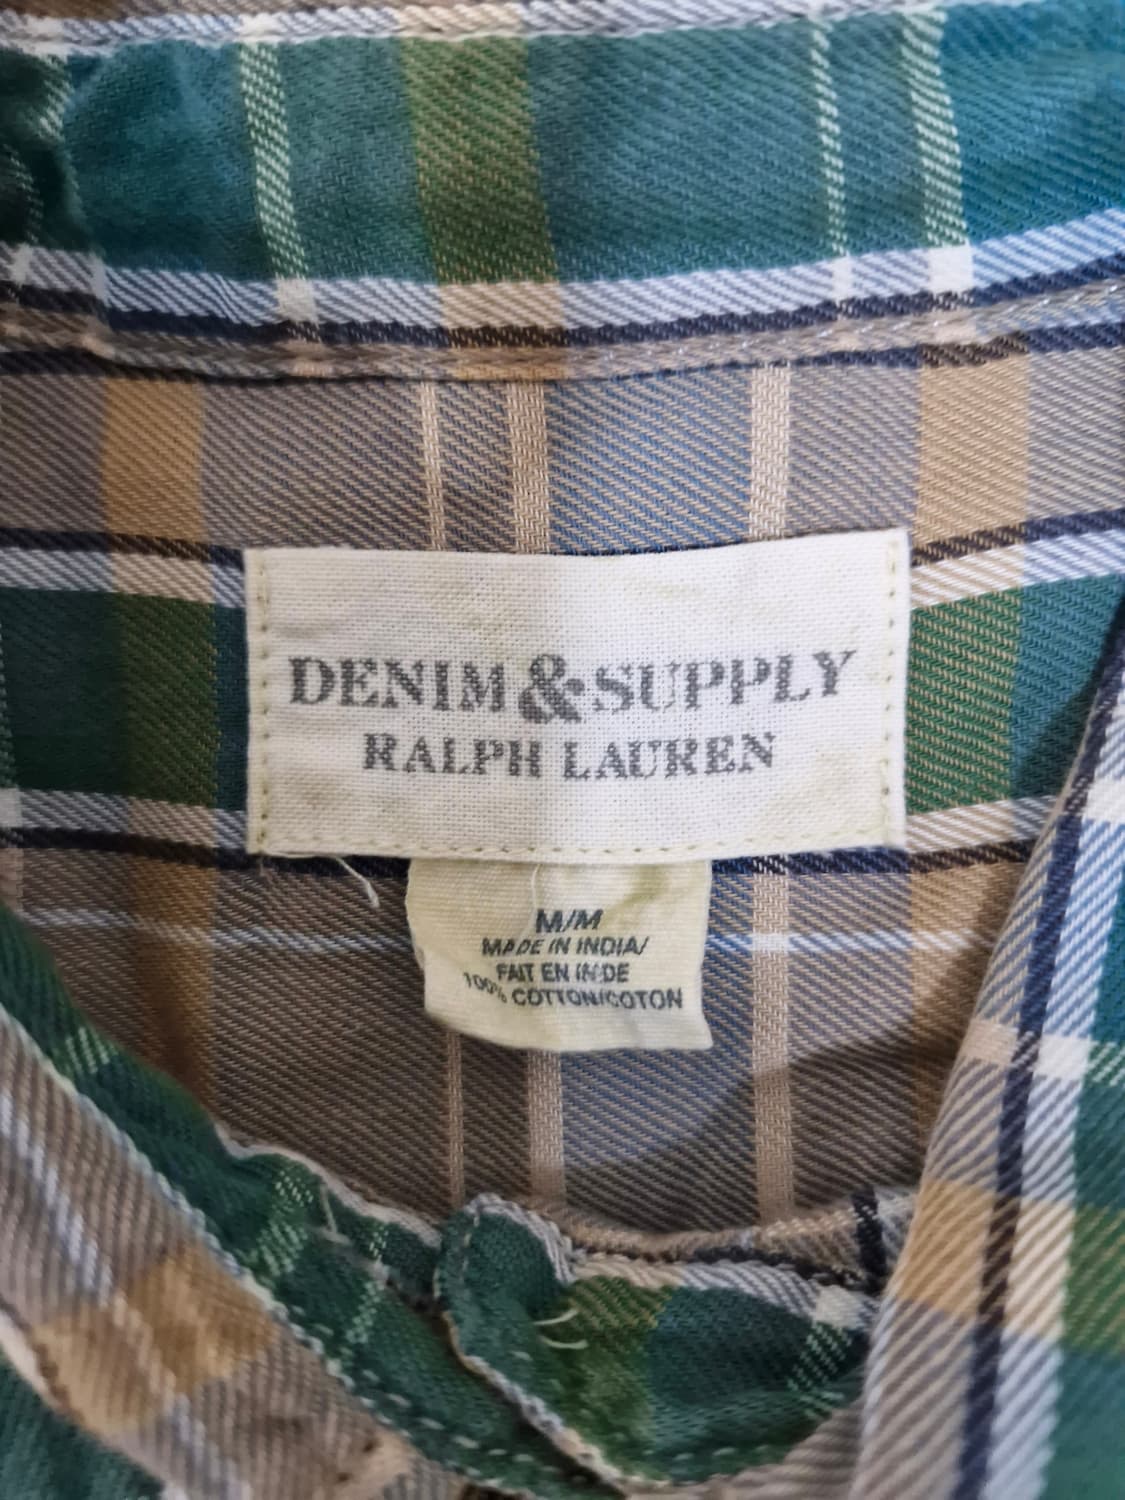 DENIM & SUPPLY
RALPH LAUREN
M/M
MADE IN INDIA/
FAIT EN INDE
100% COTTON/COTON